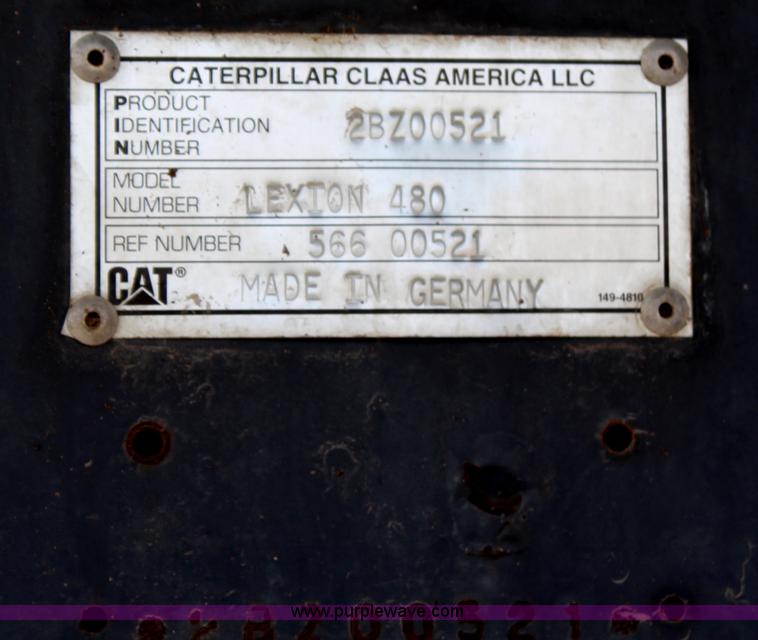 CATERPILLAR CLAAS AMERICA LLC
PRODUCT
IDENTIFICATION 2BZ00521
NUMBER
MODEL
NUMBER LEXION 480
REF NUMBER 566 00521
CAT® MADE IN GERMANY 149-4810
www.purplewave.com
2BZ00521